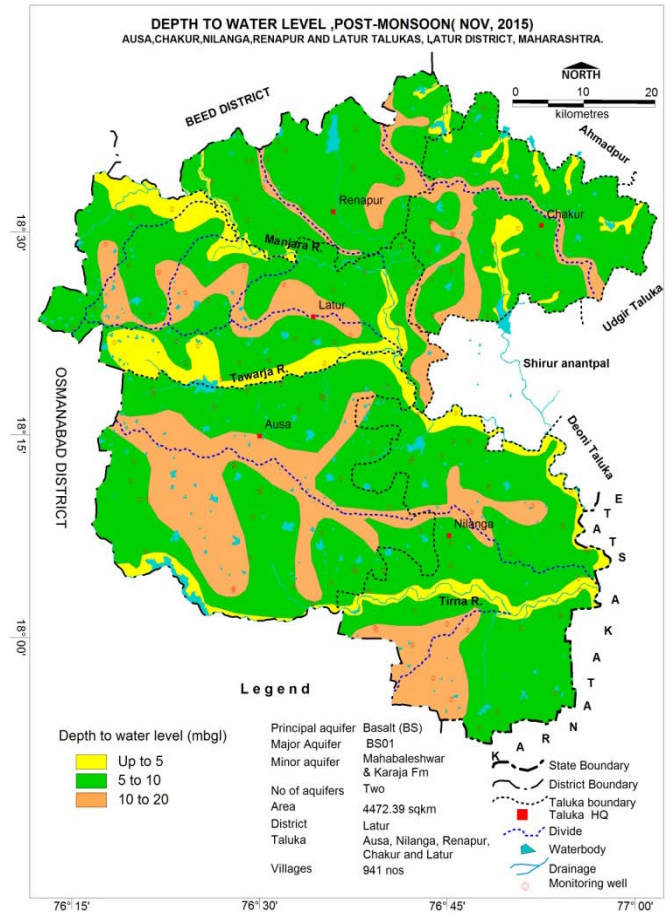 DEPTH TO WATER LEVEL ,POST-MONSOON( NOV, 2015)
AUSA,CHAKUR,NILANGA,RENAPUR AND LATUR TALUKAS, LATUR DISTRICT, MAHARASHTRA.
NORTH
0 10 20
kilometres
BEED DISTRICT
Ahmadpur
Renapur
Chakur
18°30'
Manjara R.
Latur
Udgir Taluka
Shirur anantpal
Tawarja R.
OSMANABAD DISTRICT
Ausa
18°15'
Deoni Taluka
Nilanga
Tirna R.
KARNATAKA STATE
18°00'
Legend
Depth to water level (mbgl)
Up to 5
5 to 10
10 to 20
Principal aquifer Basalt (BS)
Major Aquifer BS01
Minor aquifer Mahabaleshwar
& Karaja Fm
No of aquifers Two
Area 4472.39 sqkm
District Latur
Taluka Ausa, Nilanga, Renapur,
Chakur and Latur
Villages 941 nos
State Boundary
District Boundary
Taluka boundary
Taluka HQ
Divide
Waterbody
Drainage
Monitoring well
76°15' 76°30' 76°45' 77°00'